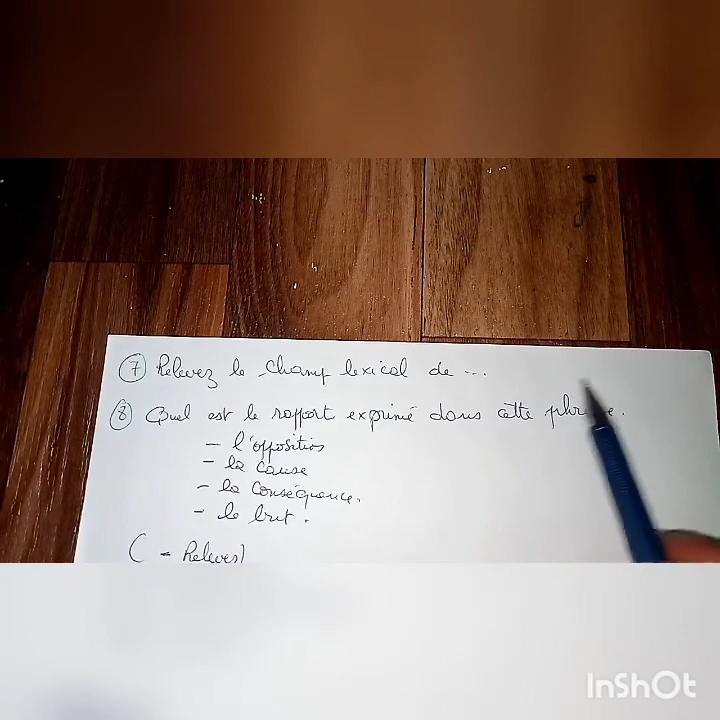 7 Relevez le champ lexical de ...
8 Quel est le rapport exprimé dans cette phrase.
- l'opposition
- la cause
- la conséquence.
- le but.
( - Relevez)
InShOt